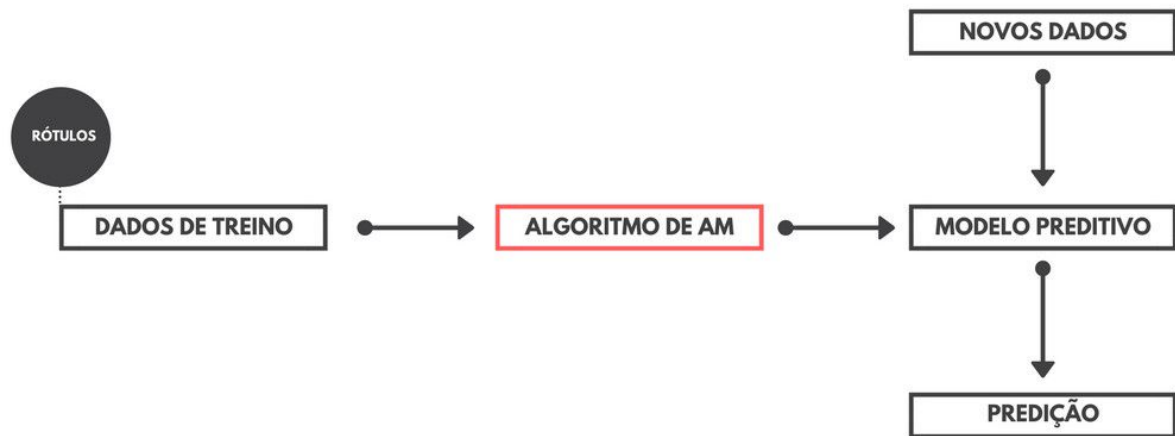 NOVOS DADOS
RÓTULOS
DADOS DE TREINO
ALGORITMO DE AM
MODELO PREDITIVO
PREDIÇÃO